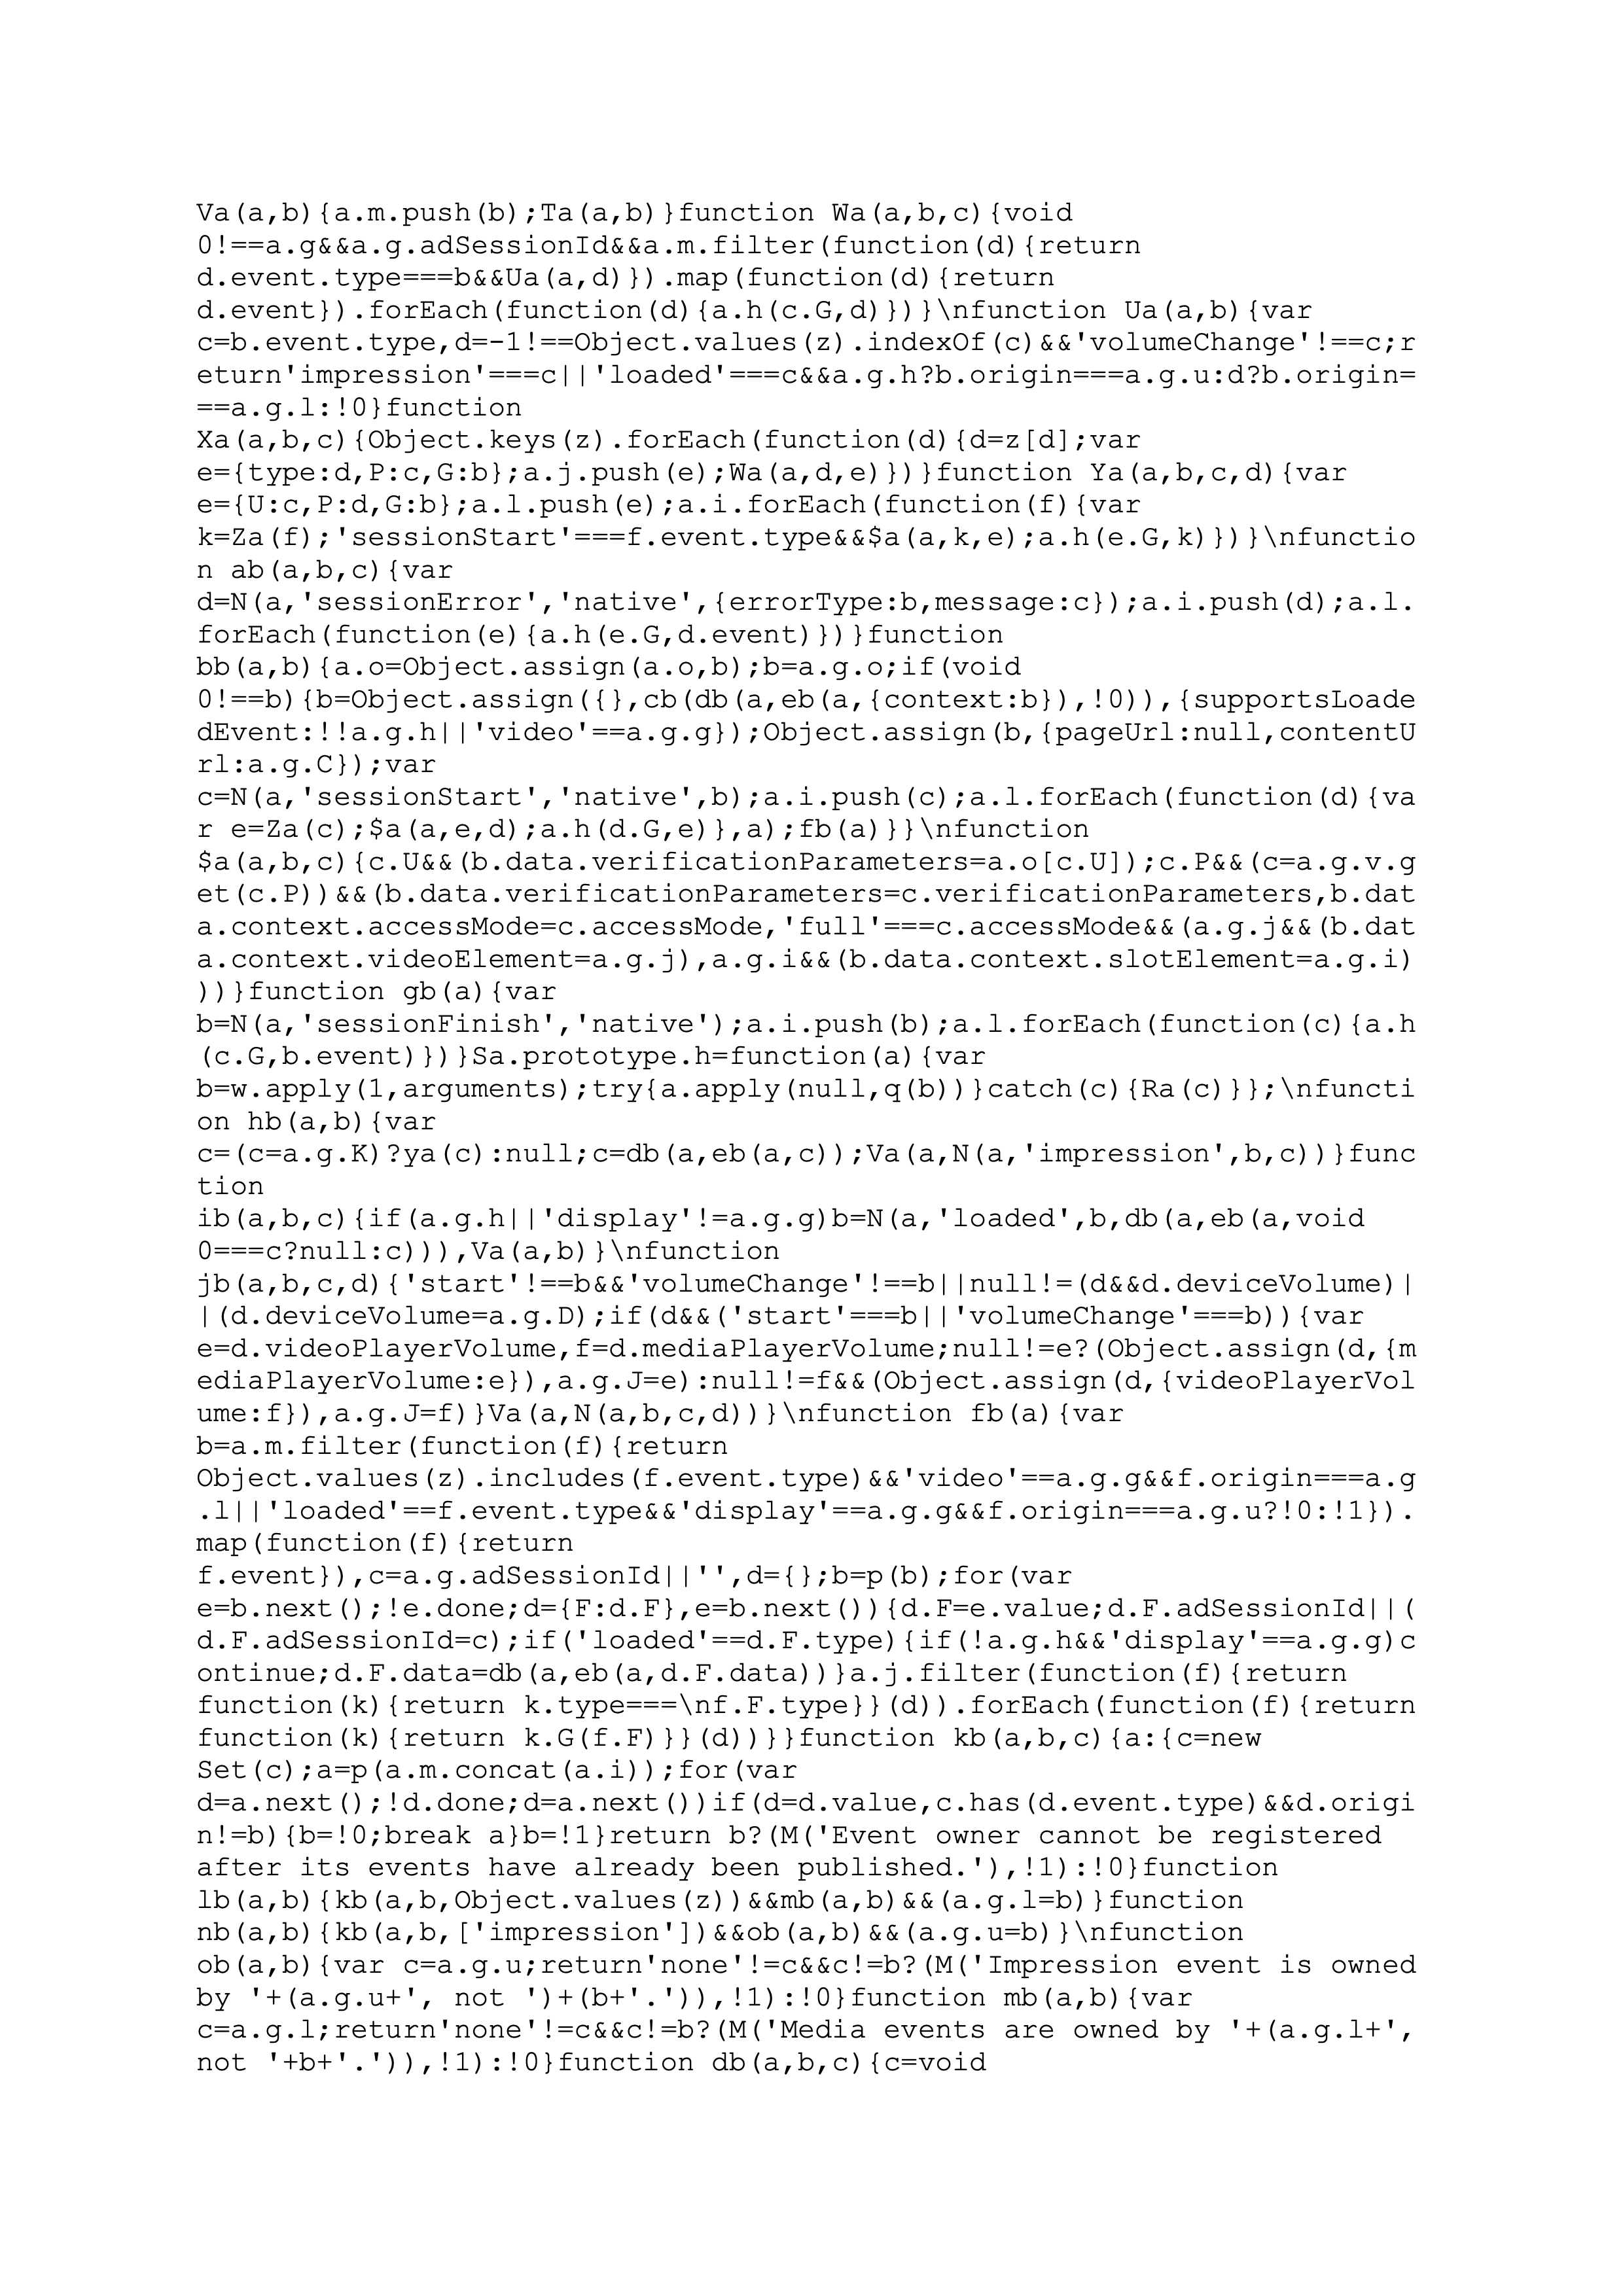 Va(a,b){a.m.push(b);Ta(a,b)}function Wa(a,b,c){void
0!==a.g&&a.g.adSessionId&&a.m.filter(function(d){return
d.event.type===b&&Ua(a,d)}).map(function(d){return
d.event}).forEach(function(d){a.h(c.G,d)})}\nfunction Ua(a,b){var
c=b.event.type,d=-1!==Object.values(z).indexOf(c)&&'volumeChange'!==c;r
eturn'impression'===c||'loaded'===c&&a.g.h?b.origin===a.g.u:d?b.origin=
==a.g.l:!0}function
Xa(a,b,c){Object.keys(z).forEach(function(d){d=z[d];var
e={type:d,P:c,G:b};a.j.push(e);Wa(a,d,e)})}function Ya(a,b,c,d){var
e={U:c,P:d,G:b};a.l.push(e);a.i.forEach(function(f){var
k=Za(f);'sessionStart'===f.event.type&&$a(a,k,e);a.h(e.G,k)})}\nfunctio
n ab(a,b,c){var
d=N(a,'sessionError','native',{errorType:b,message:c});a.i.push(d);a.l.
forEach(function(e){a.h(e.G,d.event)})}function
bb(a,b){a.o=Object.assign(a.o,b);b=a.g.o;if(void
0!==b){b=Object.assign({},cb(db(a,eb(a,{context:b}),!0)),{supportsLoade
dEvent:!!a.g.h||'video'==a.g.g});Object.assign(b,{pageUrl:null,contentU
rl:a.g.C});var
c=N(a,'sessionStart','native',b);a.i.push(c);a.l.forEach(function(d){va
r e=Za(c);$a(a,e,d);a.h(d.G,e)},a);fb(a)}}\nfunction
$a(a,b,c){c.U&&(b.data.verificationParameters=a.o[c.U]);c.P&&(c=a.g.v.g
et(c.P))&&(b.data.verificationParameters=c.verificationParameters,b.dat
a.context.accessMode=c.accessMode,'full'===c.accessMode&&(a.g.j&&(b.dat
a.context.videoElement=a.g.j),a.g.i&&(b.data.context.slotElement=a.g.i)
))}function gb(a){var
b=N(a,'sessionFinish','native');a.i.push(b);a.l.forEach(function(c){a.h
(c.G,b.event)})}Sa.prototype.h=function(a){var
b=w.apply(1,arguments);try{a.apply(null,q(b))}catch(c){Ra(c)}};\nfuncti
on hb(a,b){var
c=(c=a.g.K)?ya(c):null;c=db(a,eb(a,c));Va(a,N(a,'impression',b,c))}func
tion
ib(a,b,c){if(a.g.h||'display'!=a.g.g)b=N(a,'loaded',b,db(a,eb(a,void
0===c?null:c))),Va(a,b)}\nfunction
jb(a,b,c,d){'start'!==b&&'volumeChange'!==b||null!=(d&&d.deviceVolume)|
|(d.deviceVolume=a.g.D);if(d&&('start'===b||'volumeChange'===b)){var
e=d.videoPlayerVolume,f=d.mediaPlayerVolume;null!=e?(Object.assign(d,{m
ediaPlayerVolume:e}),a.g.J=e):null!=f&&(Object.assign(d,{videoPlayerVol
ume:f}),a.g.J=f)}Va(a,N(a,b,c,d))}\nfunction fb(a){var
b=a.m.filter(function(f){return
Object.values(z).includes(f.event.type)&&'video'==a.g.g&&f.origin===a.g
.l||'loaded'==f.event.type&&'display'==a.g.g&&f.origin===a.g.u?!0:!1}).
map(function(f){return
f.event}),c=a.g.adSessionId||'',d={};b=p(b);for(var
e=b.next();!e.done;d={F:d.F},e=b.next()){d.F=e.value;d.F.adSessionId||(
d.F.adSessionId=c);if('loaded'==d.F.type){if(!a.g.h&&'display'==a.g.g)c
ontinue;d.F.data=db(a,eb(a,d.F.data))}a.j.filter(function(f){return
function(k){return k.type===\nf.F.type}}(d)).forEach(function(f){return
function(k){return k.G(f.F)}}(d))}}function kb(a,b,c){a:{c=new
Set(c);a=p(a.m.concat(a.i));for(var
d=a.next();!d.done;d=a.next())if(d=d.value,c.has(d.event.type)&&d.origi
n!=b){b=!0;break a}b=!1}return b?(M('Event owner cannot be registered
after its events have already been published.'),!1):!0}function
lb(a,b){kb(a,b,Object.values(z))&&mb(a,b)&&(a.g.l=b)}function
nb(a,b){kb(a,b,['impression'])&&ob(a,b)&&(a.g.u=b)}\nfunction
ob(a,b){var c=a.g.u;return'none'!=c&&c!=b?(M('Impression event is owned
by '+(a.g.u+', not ')+(b+'.')),!1):!0}function mb(a,b){var
c=a.g.l;return'none'!=c&&c!=b?(M('Media events are owned by '+(a.g.l+',
not '+b+'.')),!1):!0}function db(a,b,c){c=void